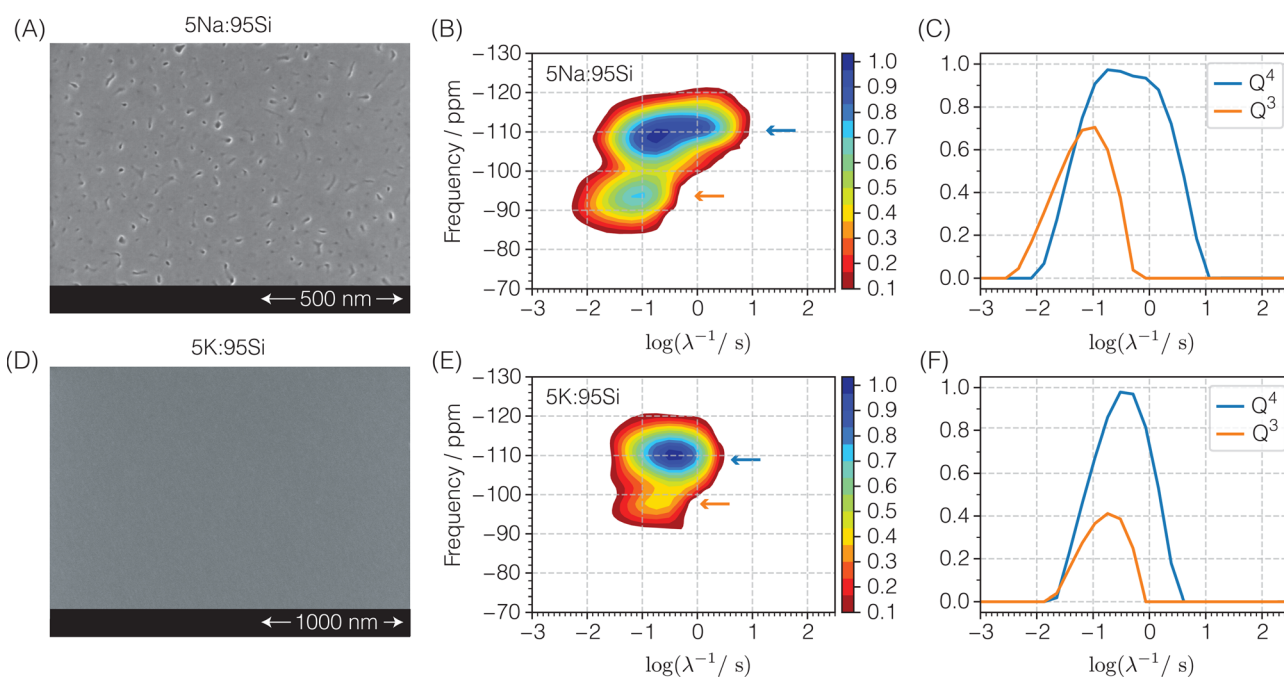 (A)
5Na:95Si
500 nm
(B)
5Na:95Si
Frequency / ppm
−130
−120
−110
−100
−90
−80
−70
−3 −2 −1 0 1 2
log(λ⁻¹/ s)
1.0
0.9
0.8
0.7
0.6
0.5
0.4
0.3
0.2
0.1
(C)
Q⁴
Q³
1.0
0.8
0.6
0.4
0.2
0.0
−3 −2 −1 0 1 2
log(λ⁻¹/ s)
(D)
5K:95Si
1000 nm
(E)
5K:95Si
Frequency / ppm
−130
−120
−110
−100
−90
−80
−70
−3 −2 −1 0 1 2
log(λ⁻¹/ s)
1.0
0.9
0.8
0.7
0.6
0.5
0.4
0.3
0.2
0.1
(F)
Q⁴
Q³
1.0
0.8
0.6
0.4
0.2
0.0
−3 −2 −1 0 1 2
log(λ⁻¹/ s)